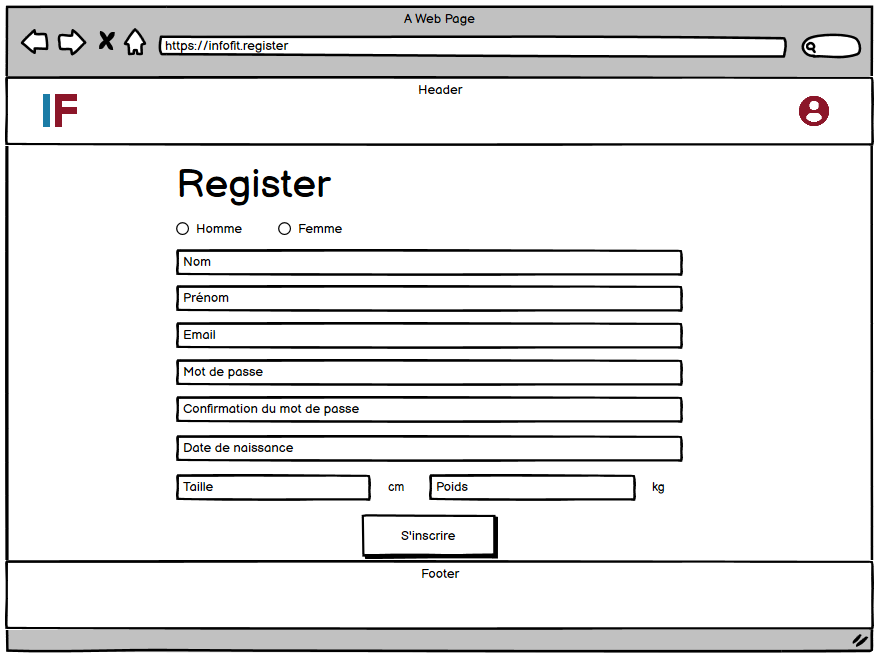 A Web Page
https://infofit.register
Header
IF
Register
Homme Femme
Nom
Prénom
Email
Mot de passe
Confirmation du mot de passe
Date de naissance
Taille cm Poids kg
S'inscrire
Footer